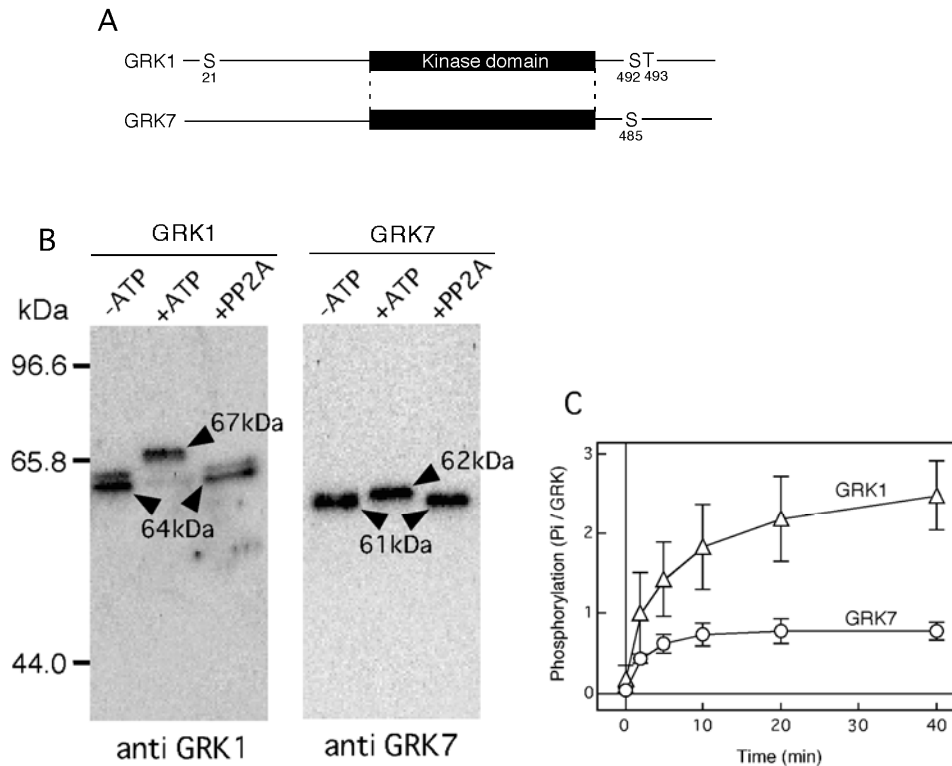 A
GRK1 S Kinase domain ST
21 492 493
GRK7 S
485
B
GRK1 GRK7
kDa -ATP +ATP +PP2A -ATP +ATP +PP2A
96.6
67kDa
65.8
62kDa
64kDa
61kDa
44.0
anti GRK1 anti GRK7
C
Phosphorylation (Pi / GRK)
3
2
1
0
GRK1
GRK7
0 10 20 30 40
Time (min)